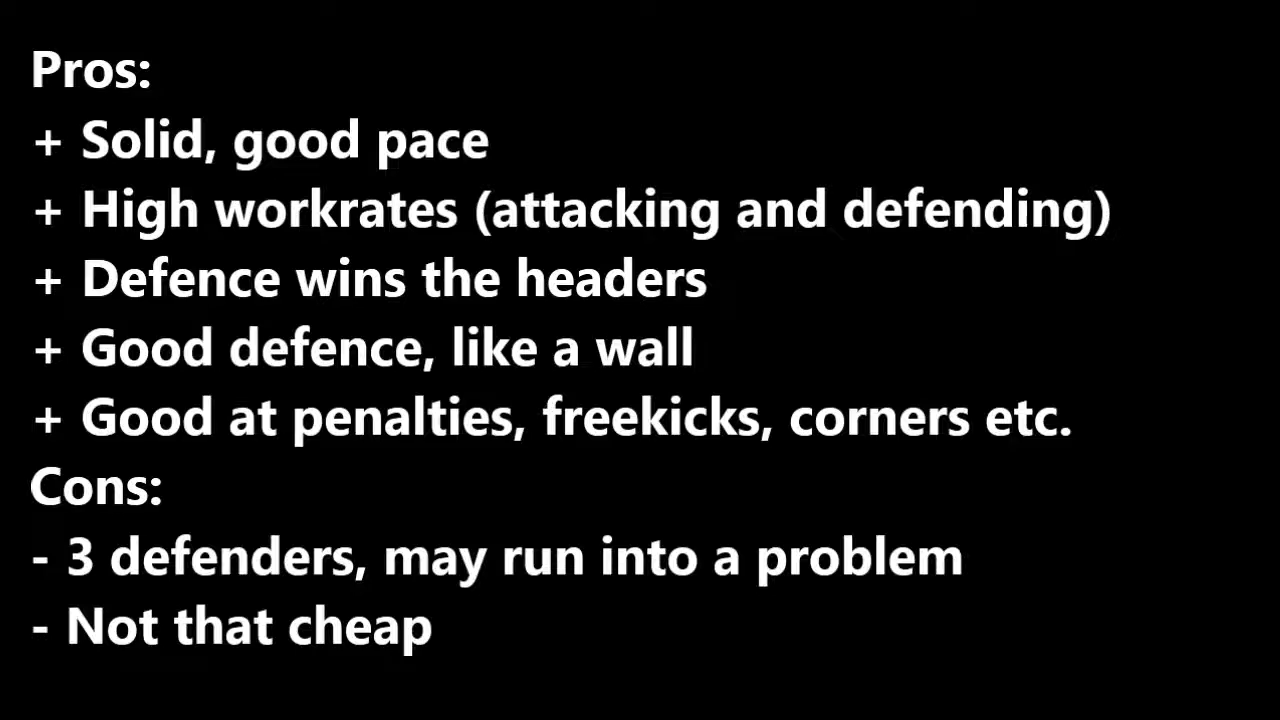 Pros:
+ Solid, good pace
+ High workrates (attacking and defending)
+ Defence wins the headers
+ Good defence, like a wall
+ Good at penalties, freekicks, corners etc.
Cons:
- 3 defenders, may run into a problem
- Not that cheap